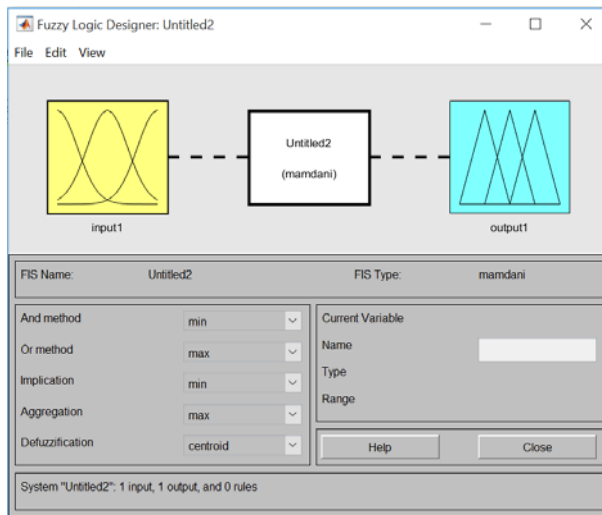 Fuzzy Logic Designer: Untitled2
File Edit View
Untitled2
(mamdani)
input1
output1
FIS Name: Untitled2 FIS Type: mamdani
And method min
Or method max
Implication min
Aggregation max
Defuzzification centroid
Current Variable
Name
Type
Range
Help Close
System "Untitled2": 1 input, 1 output, and 0 rules